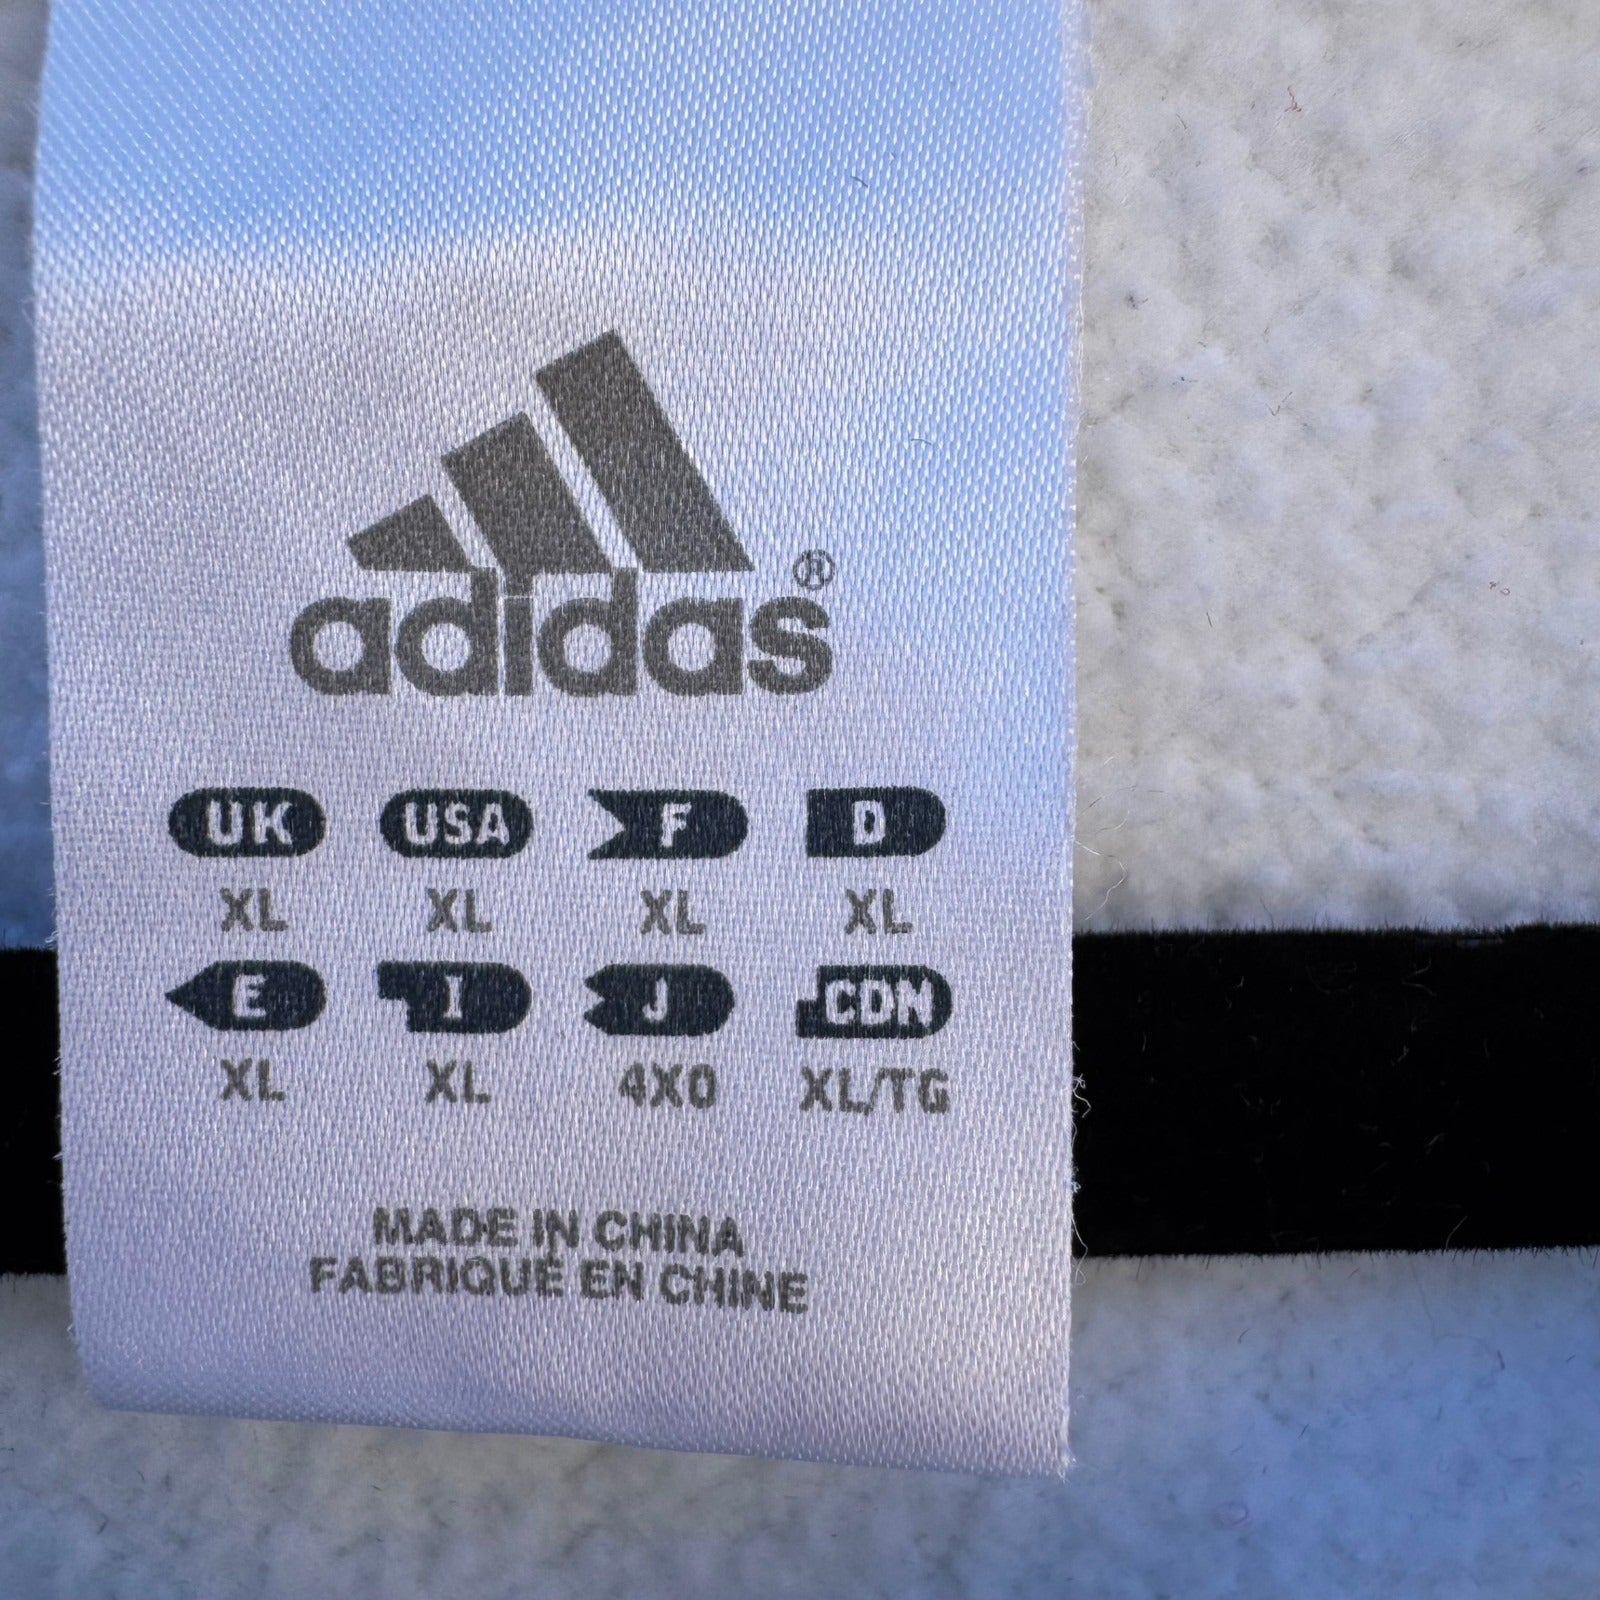 adidas®
UK USA F D
XL XL XL XL
E I J CDN
XL XL 4XO XL/TG
MADE IN CHINA
FABRIQUÉ EN CHINE